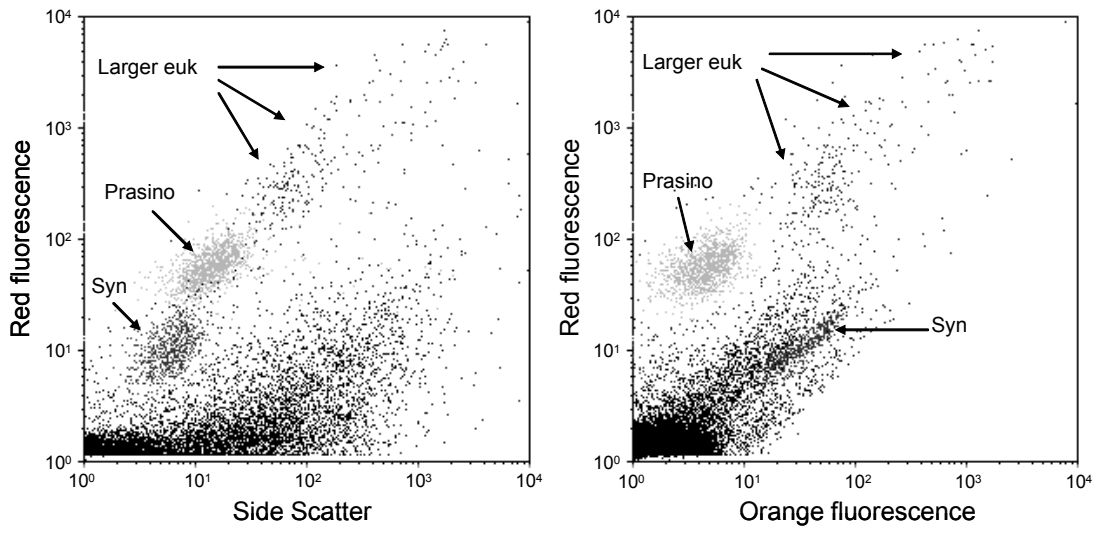 10⁴
Larger euk
10³
Prasino
10²
Syn
10¹
10⁰
Red fluorescence
10⁰ 10¹ 10² 10³ 10⁴
Side Scatter
10⁴
Larger euk
10³
Prasino
10²
Syn
10¹
10⁰
Red fluorescence
10⁰ 10¹ 10² 10³ 10⁴
Orange fluorescence